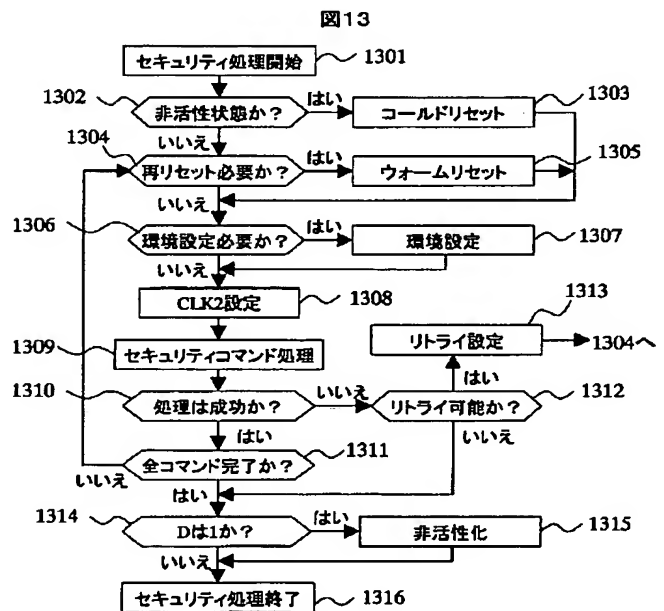 図13
セキュリティ処理開始 1301
1302 非活性状態か? はい コールドリセット 1303
いいえ
1304 再リセット必要か? はい ウォームリセット 1305
いいえ
1306 環境設定必要か? はい 環境設定 1307
いいえ
CLK2設定 1308
1309 セキュリティコマンド処理
リトライ設定 1313 1304へ
はい
1310 処理は成功か? いいえ リトライ可能か? 1312
はい いいえ
全コマンド完了か? 1311
いいえ
はい
1314 Dは1か? はい 非活性化 1315
いいえ
セキュリティ処理終了 1316